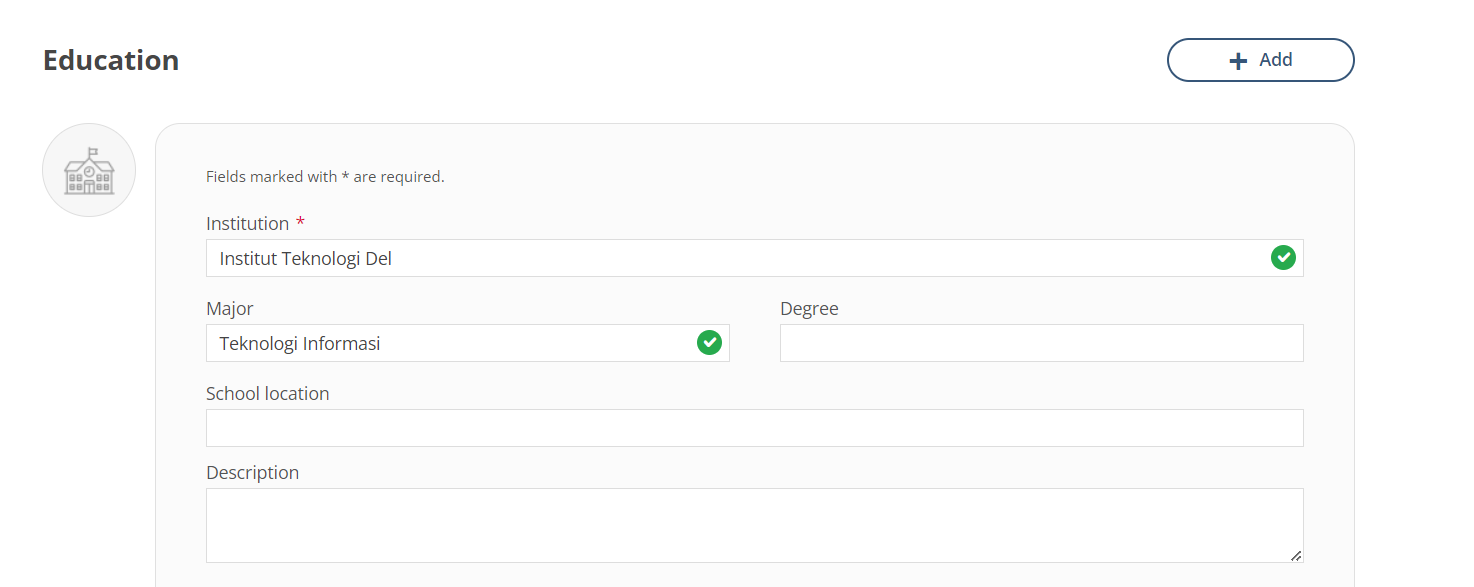 Education
Add
Fields marked with * are required.
Institution *
Institut Teknologi Del
Major
Degree
Teknologi Informasi
School location
Description